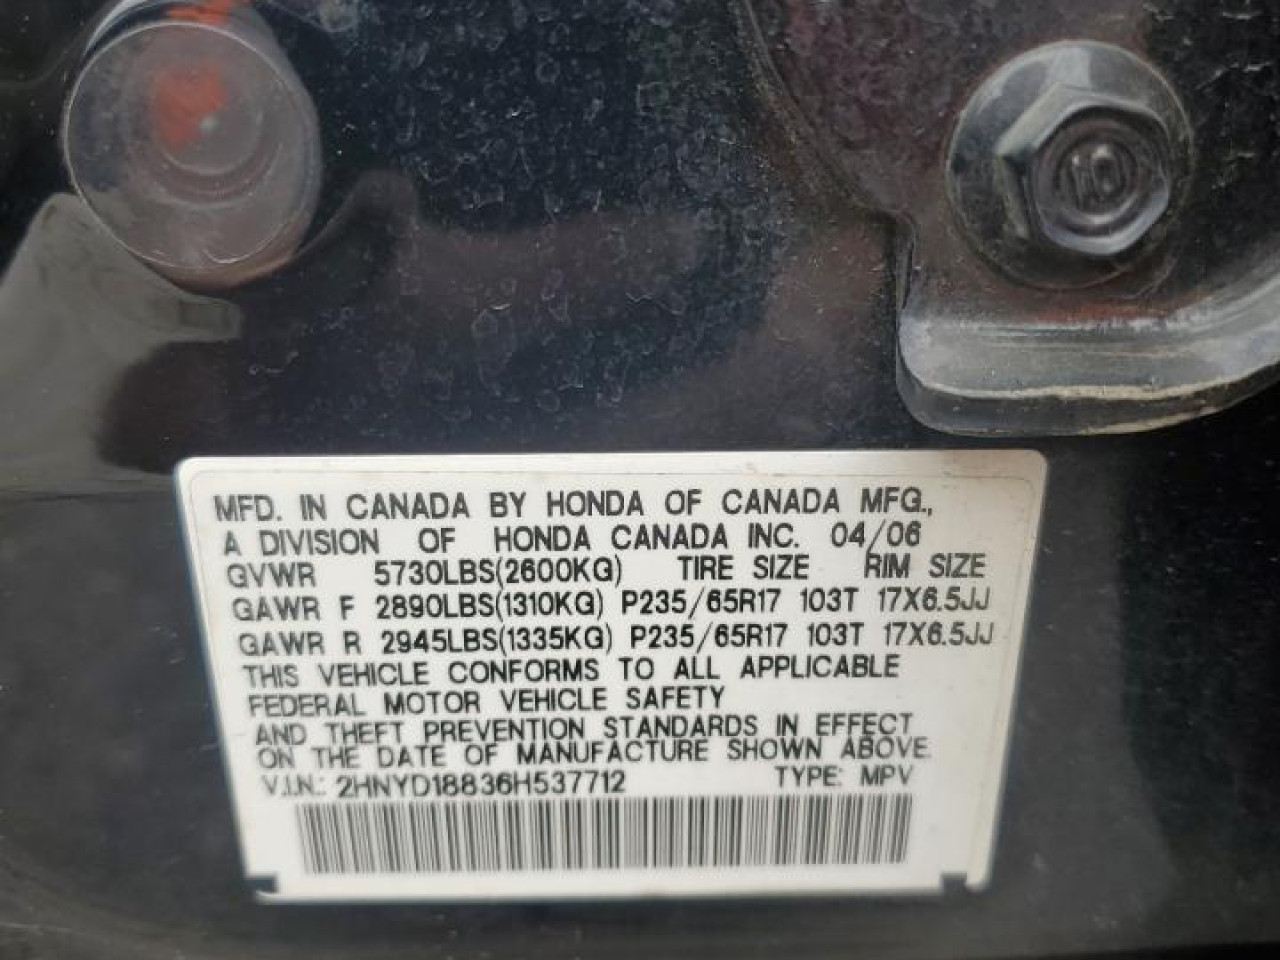 10
MFD. IN CANADA BY HONDA OF CANADA MFG.,
A DIVISION OF HONDA CANADA INC. 04/06
GVWR 5730LBS(2600KG) TIRE SIZE RIM SIZE
GAWR F 2890LBS(1310KG) P235/65R17 103T 17X6.5JJ
GAWR R 2945LBS(1335KG) P235/65R17 103T 17X6.5JJ
THIS VEHICLE CONFORMS TO ALL APPLICABLE
FEDERAL MOTOR VEHICLE SAFETY
AND THEFT PREVENTION STANDARDS IN EFFECT
ON THE DATE OF MANUFACTURE SHOWN ABOVE.
V.I.N.: 2HNYD18836H537712 TYPE: MPV